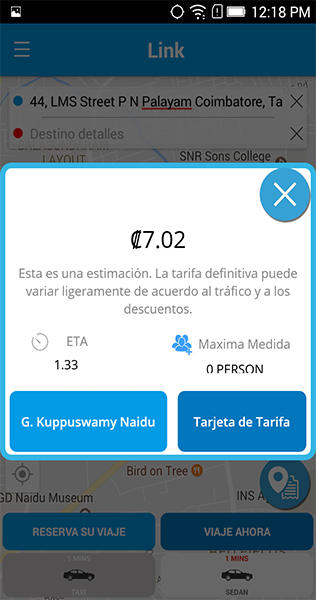 12:18 PM
Link
44, LMS Street P N Palayam Coimbatore, Ta
Destino detalles
LAYOUT
SNR Sons College
₡7.02
Esta es una estimación. La tarifa definitiva puede
variar ligeramente de acuerdo al tráfico y a los
descuentos.
ETA
1.33
Maxima Medida
0 PERSON
G. Kuppuswamy Naidu
Tarjeta de Tarifa
Bird on Tree
GD Naidu Museum
INS A
RESERVA SU VIAJE
VIAJE AHORA
1 MINS
TAXI
1 MINS
SEDAN